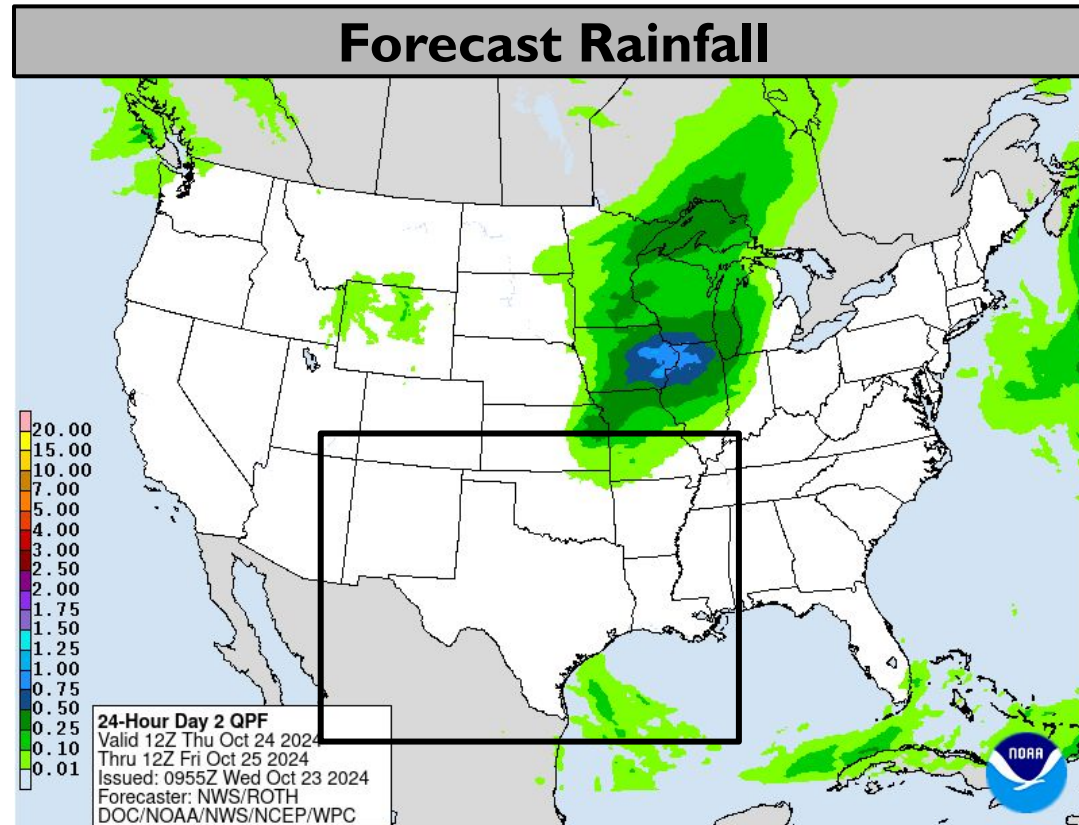 Forecast Rainfall
20.00
15.00
10.00
7.00
5.00
4.00
3.00
2.50
2.00
1.75
1.50
1.25
1.00
0.75
0.50
0.25
0.10
0.01
24-Hour Day 2 QPF
Valid 12Z Thu Oct 24 2024
Thru 12Z Fri Oct 25 2024
Issued: 0955Z Wed Oct 23 2024
Forecaster: NWS/ROTH
DOC/NOAA/NWS/NCEP/WPC
NOAA